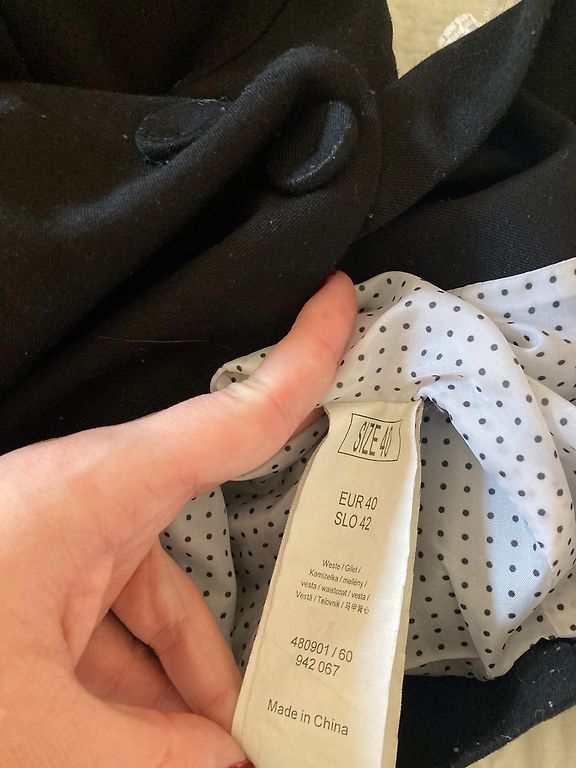 SIZE 40
EUR 40
SLO 42
Weste / Gilet /
Kamizelka / mellény /
vesta / waistcoat / vesta /
Vestă / Telovnik / 马甲背心
480901 / 60
942 067
Made in China